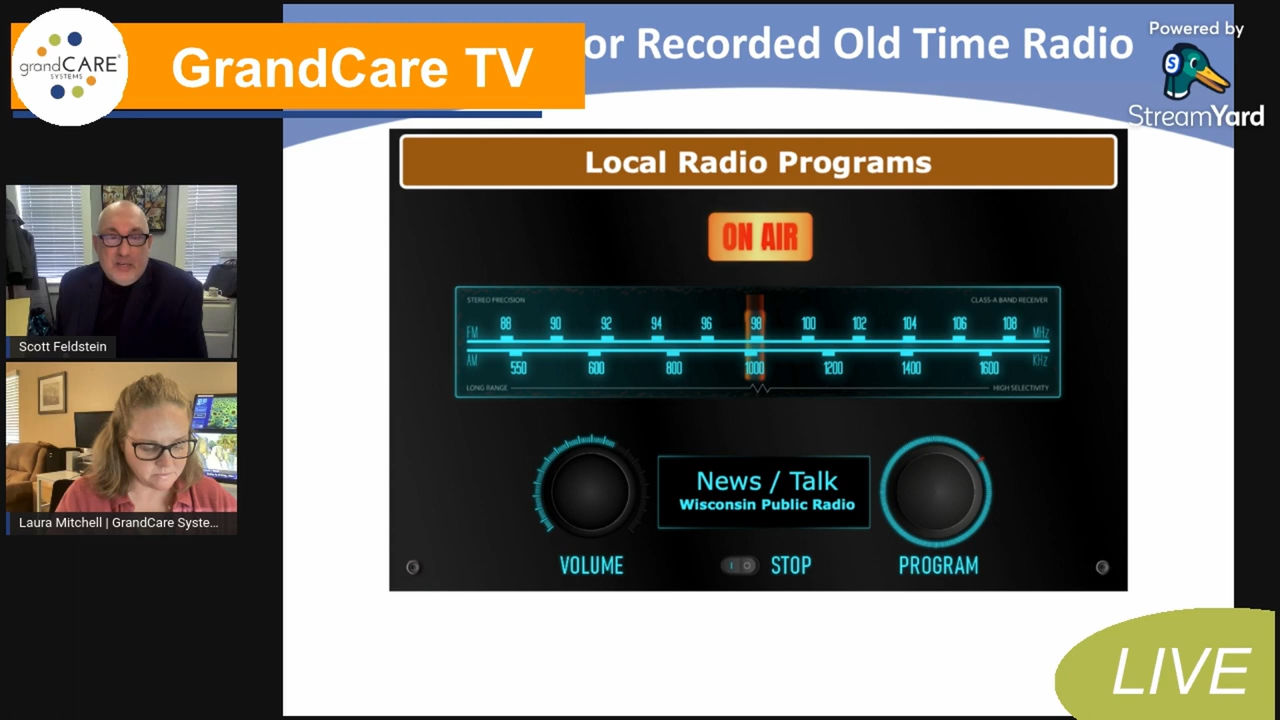 grandCARE®
SYSTEMS
GrandCare TV
or Recorded Old Time Radio
Powered by
S
StreamYard
Local Radio Programs
ON AIR
STEREO PRECISION
CLASS-A BAND RECEIVER
FM 88 90 92 94 96 98 100 102 104 106 108 MHz
AM 550 600 800 1000 1200 1400 1600 KHz
LONG RANGE
HIGH SELECTIVITY
News / Talk
Wisconsin Public Radio
VOLUME
I O STOP
PROGRAM
Scott Feldstein
Laura Mitchell | GrandCare Syste...
LIVE